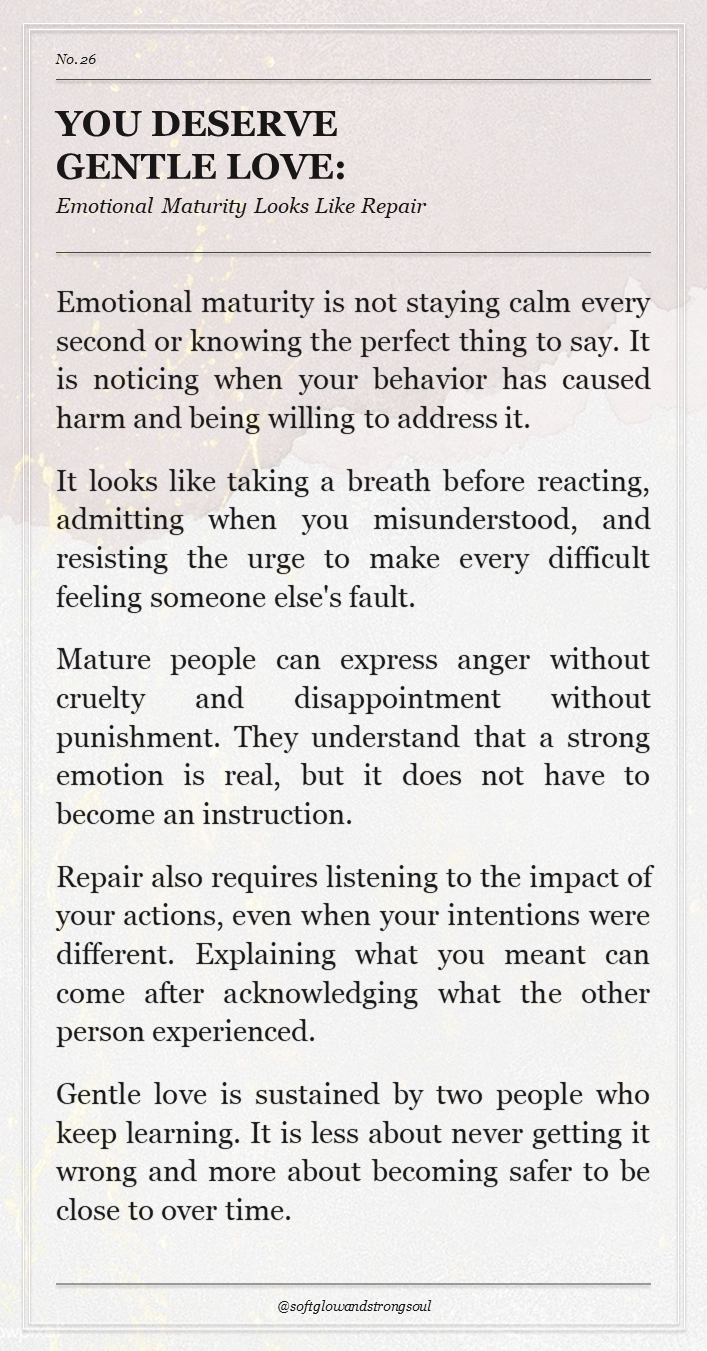 No. 26
YOU DESERVE
GENTLE LOVE:
Emotional Maturity Looks Like Repair
Emotional maturity is not staying calm every
second or knowing the perfect thing to say. It
is noticing when your behavior has caused
harm and being willing to address it.
It looks like taking a breath before reacting,
admitting when you misunderstood, and
resisting the urge to make every difficult
feeling someone else's fault.
Mature people can express anger without
cruelty and disappointment without
punishment. They understand that a strong
emotion is real, but it does not have to
become an instruction.
Repair also requires listening to the impact of
your actions, even when your intentions were
different. Explaining what you meant can
come after acknowledging what the other
person experienced.
Gentle love is sustained by two people who
keep learning. It is less about never getting it
wrong and more about becoming safer to be
close to over time.
@softglowandstrongsoul